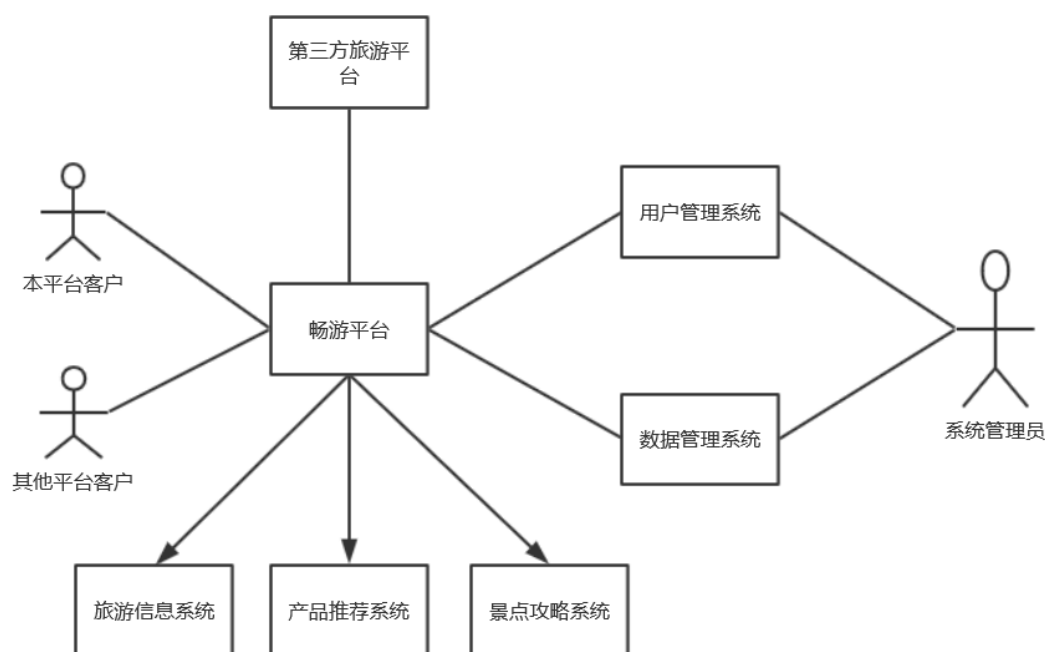 第三方旅游平
台
用户管理系统
本平台客户
畅游平台
系统管理员
数据管理系统
其他平台客户
旅游信息系统
产品推荐系统
景点攻略系统